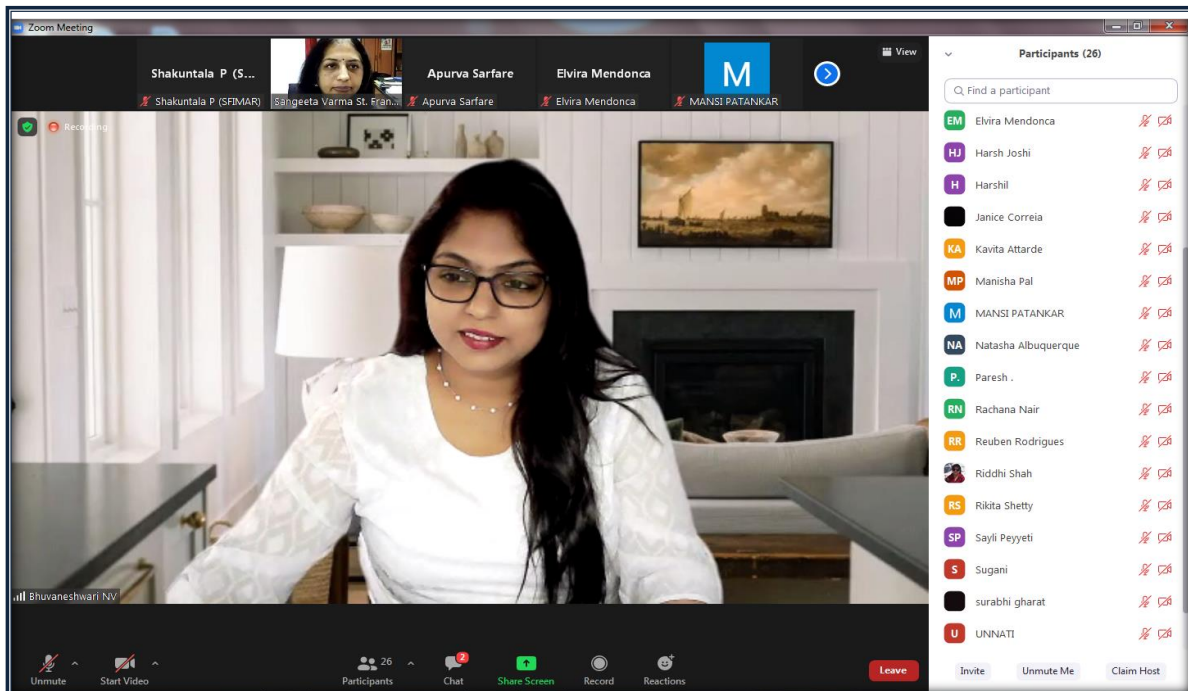 Zoom Meeting
Shakuntala P (S...
Apurva Sarfare
Elvira Mendonca
M
View
Shakuntala P (SFIMAR)
Sangeeta Varma St. Fran...
Apurva Sarfare
Elvira Mendonca
MANSI PATANKAR
Recording
Bhuvaneshwari NV
Participants (26)
Find a participant
EM Elvira Mendonca
HJ Harsh Joshi
H Harshil
Janice Correia
KA Kavita Attarde
MP Manisha Pal
M MANSI PATANKAR
NA Natasha Albuquerque
P. Paresh .
RN Rachana Nair
RR Reuben Rodrigues
Riddhi Shah
RS Rikita Shetty
SP Sayli Peyyeti
S Sugani
surabhi gharat
U UNNATI
Invite Unmute Me Claim Host
Unmute Start Video Participants 26 Chat 2 Share Screen Record Reactions Leave